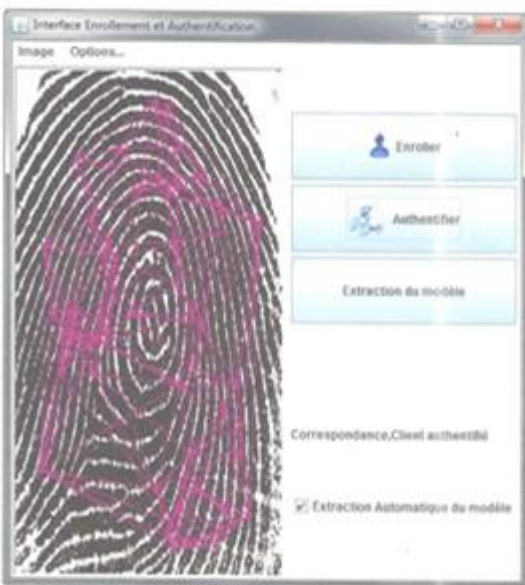 Interface Enrollement et Authentification
Image Options...
Enroller
Authentifier
Extraction du modèle
Correspondance,Client authentifié
Extraction Automatique du modèle